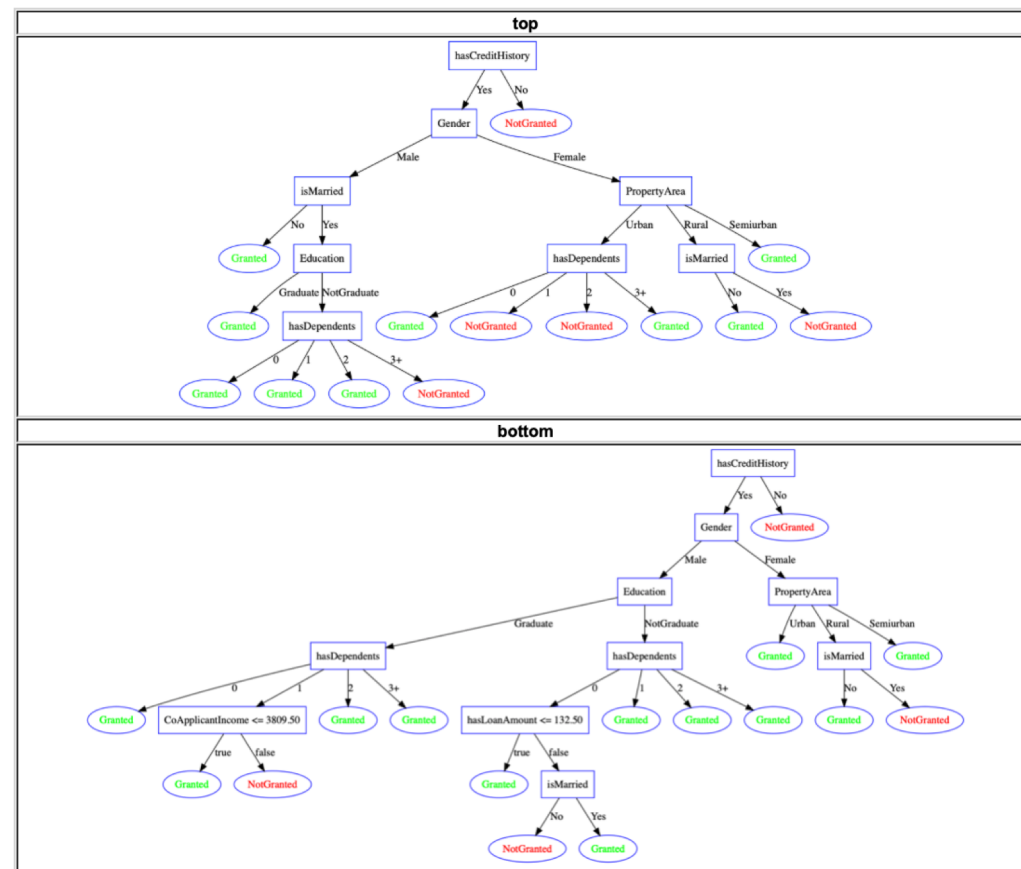 top
hasCreditHistory
Yes No
Gender NotGranted
Male Female
isMarried PropertyArea
No Yes Urban Rural Semiurban
Granted Education hasDependents isMarried Granted
Graduate NotGraduate 0 1 2 3+ No Yes
Granted hasDependents Granted NotGranted NotGranted Granted Granted NotGranted
0 1 2 3+
Granted Granted Granted NotGranted
bottom
hasCreditHistory
Yes No
Gender NotGranted
Male Female
Education PropertyArea
Graduate NotGraduate Urban Rural Semiurban
hasDependents hasDependents Granted isMarried Granted
0 1 2 3+ 0 1 2 3+ No Yes
Granted CoApplicantIncome <= 3809.50 Granted Granted hasLoanAmount <= 132.50 Granted Granted Granted Granted NotGranted
true false true false
Granted NotGranted Granted isMarried
No Yes
NotGranted Granted